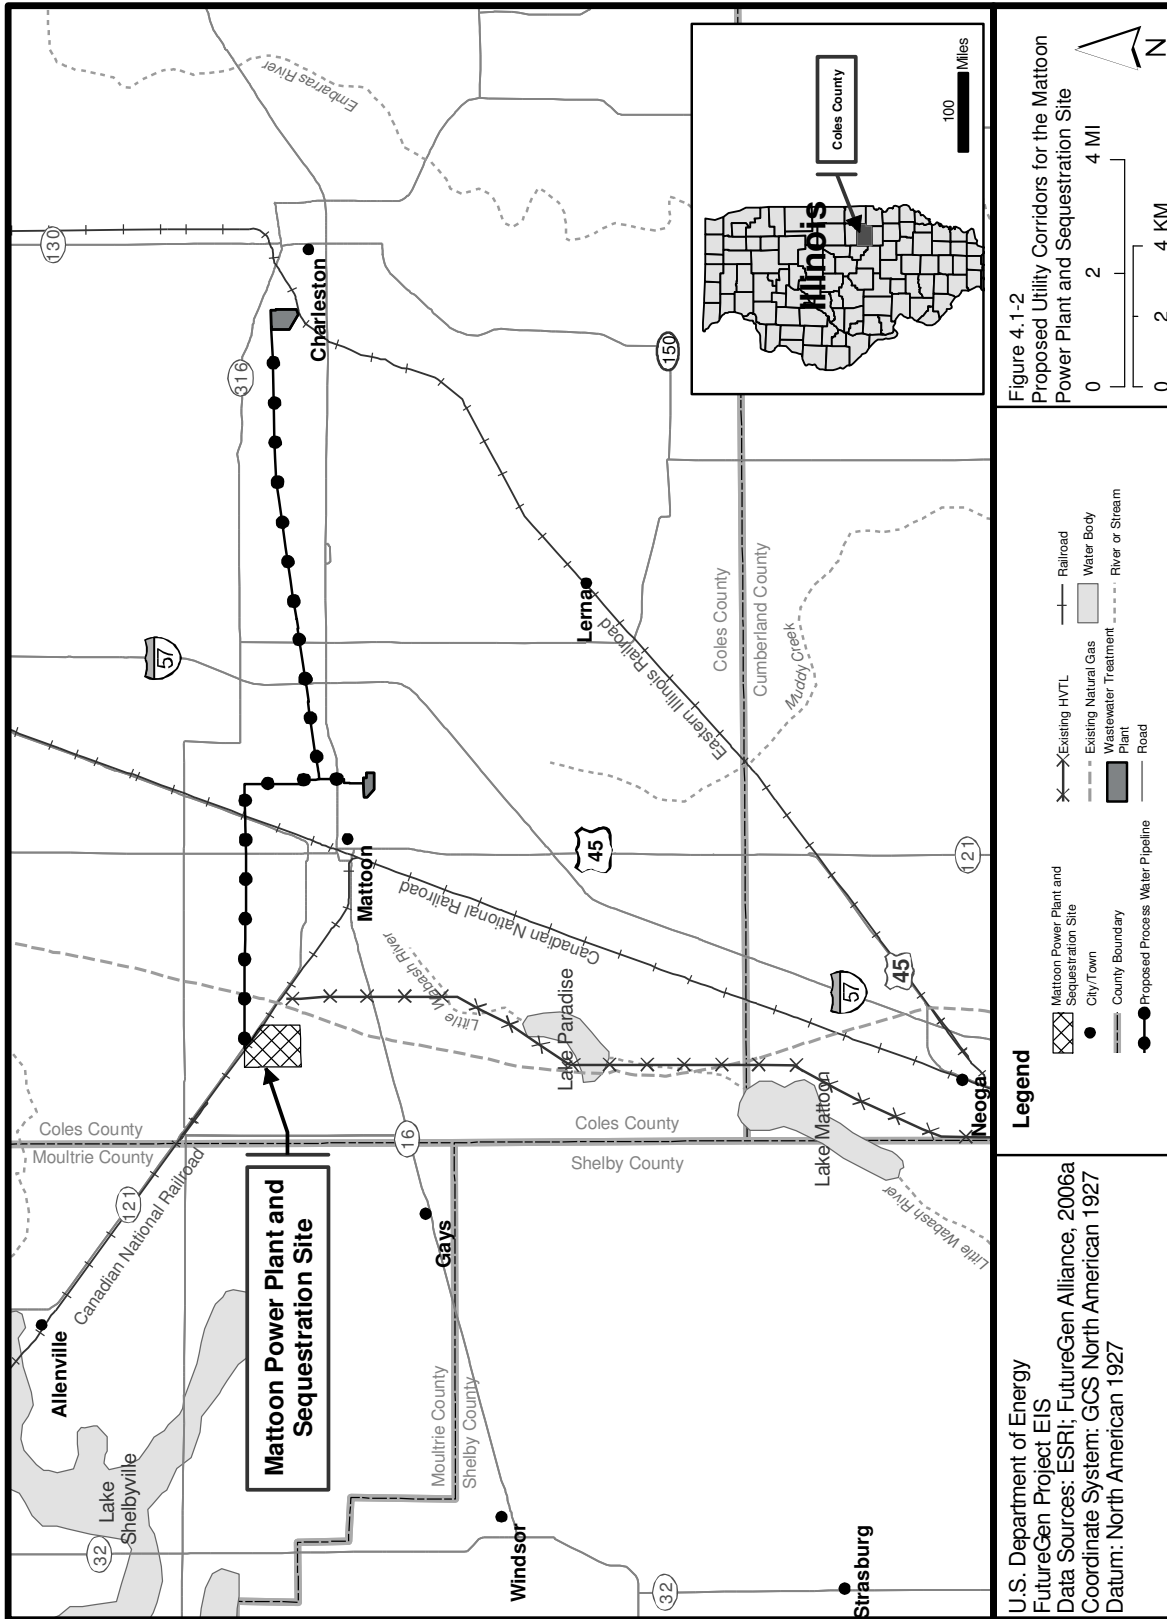 130
Embarras River
Charleston
316
150
57
Lerna
Eastern Illinois Railroad
Coles County
Cumberland County
Muddy Creek
Mattoon
Canadian National Railroad
45
121
Little Wabash River
Lake Paradise
57
45
Lake Mattoon
Neoga
Coles County
Moultrie County
Coles County
Shelby County
16
Little Wabash River
121
Canadian National Railroad
Allenville
Mattoon Power Plant and
Sequestration Site
Gays
Moultrie County
Shelby County
Lake
Shelbyville
32
Windsor
32
Strasburg
Illinois
Coles County
100
Miles
U.S. Department of Energy
FutureGen Project EIS
Data Sources: ESRI; FutureGen Alliance, 2006a
Coordinate System: GCS North American 1927
Datum: North American 1927
Legend
Mattoon Power Plant and
Sequestration Site
City/Town
County Boundary
Proposed Process Water Pipeline
Existing HVTL
Existing Natural Gas
Wastewater Treatment
Plant
Road
Railroad
Water Body
River or Stream
Figure 4.1-2
Proposed Utility Corridors for the Mattoon
Power Plant and Sequestration Site
0 2 4 MI
0 2 4 KM
N